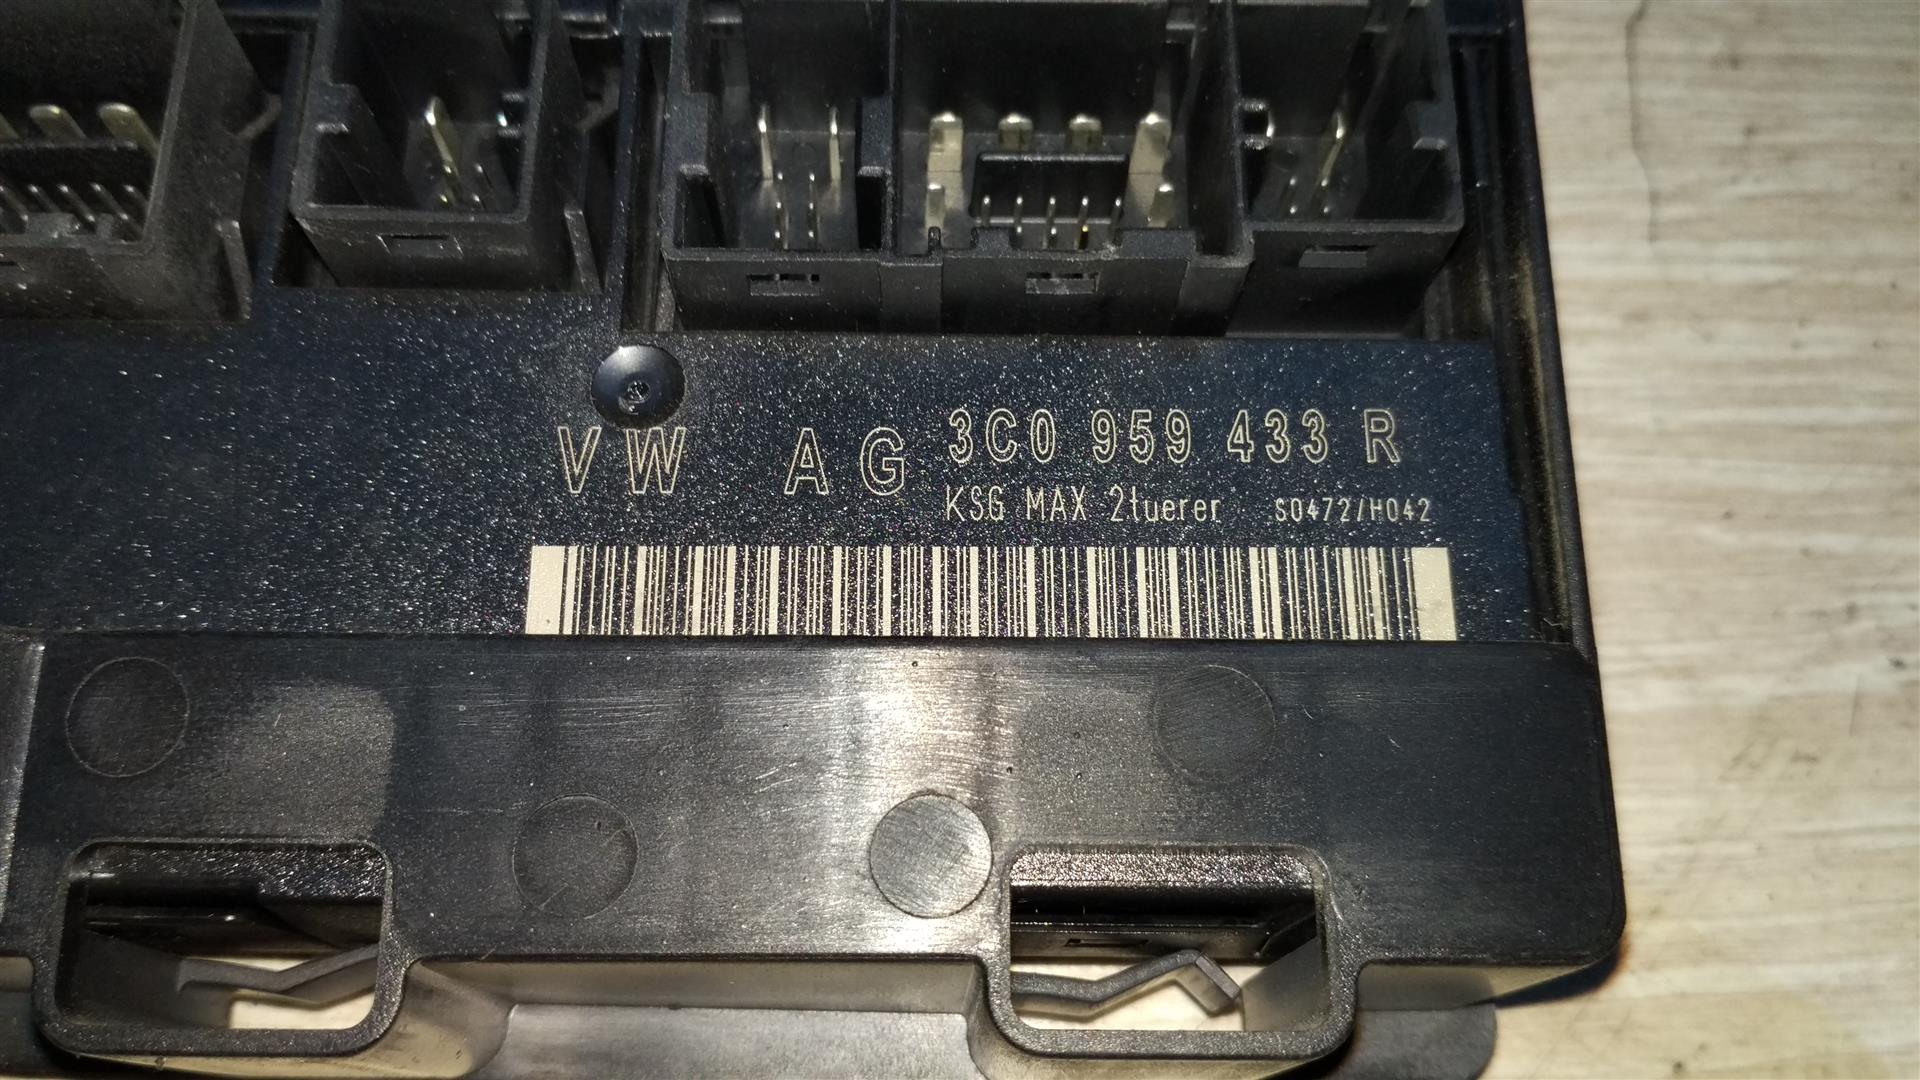 VW AG 3C0 959 433 R
KSG MAX 2tuerer S0472/H042